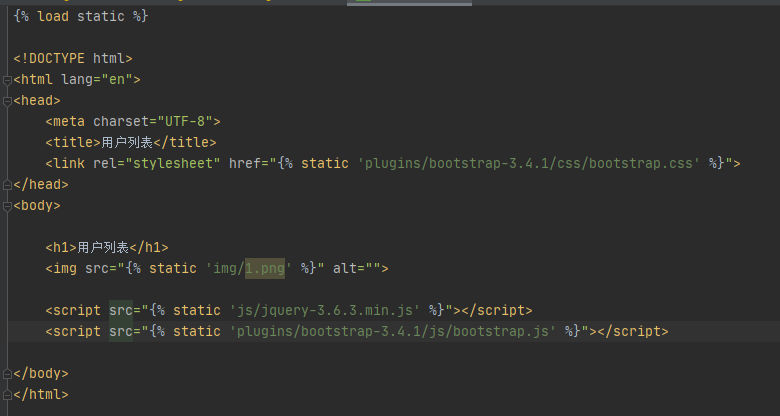 {% load static %}
<!DOCTYPE html>
<html lang="en">
<head>
<meta charset="UTF-8">
<title>用户列表</title>
<link rel="stylesheet" href="{% static 'plugins/bootstrap-3.4.1/css/bootstrap.css' %}">
</head>
<body>
<h1>用户列表</h1>
<img src="{% static 'img/1.png' %}" alt="">
<script src="{% static 'js/jquery-3.6.3.min.js' %}"></script>
<script src="{% static 'plugins/bootstrap-3.4.1/js/bootstrap.js' %}"></script>
</body>
</html>